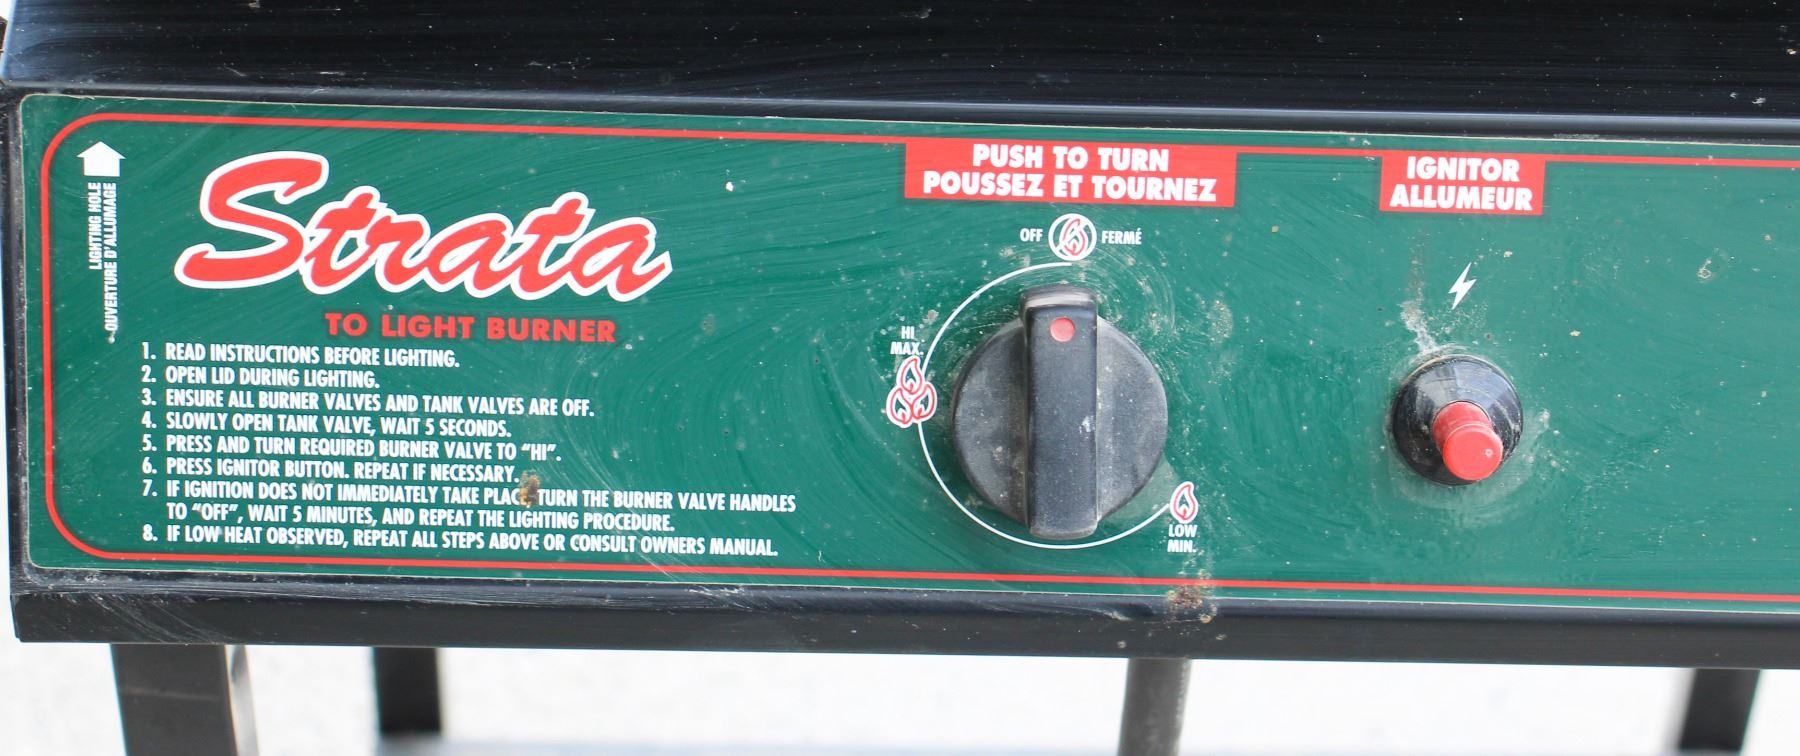 LIGHTING HOLE
OUVERTURE D'ALLUMAGE
Strata
TO LIGHT BURNER
1. READ INSTRUCTIONS BEFORE LIGHTING.
2. OPEN LID DURING LIGHTING.
3. ENSURE ALL BURNER VALVES AND TANK VALVES ARE OFF.
4. SLOWLY OPEN TANK VALVE, WAIT 5 SECONDS.
5. PRESS AND TURN REQUIRED BURNER VALVE TO “HI”.
6. PRESS IGNITOR BUTTON. REPEAT IF NECESSARY.
7. IF IGNITION DOES NOT IMMEDIATELY TAKE PLACE, TURN THE BURNER VALVE HANDLES
TO “OFF”, WAIT 5 MINUTES, AND REPEAT THE LIGHTING PROCEDURE.
8. IF LOW HEAT OBSERVED, REPEAT ALL STEPS ABOVE OR CONSULT OWNERS MANUAL.
PUSH TO TURN
POUSSEZ ET TOURNEZ
OFF FERMÉ
HI
MAX.
LOW
MIN.
IGNITOR
ALLUMEUR